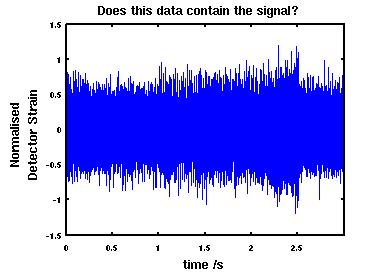 Does this data contain the signal?
Normalised
Detector Strain
1.5
1
0.5
0
-0.5
-1
-1.5
0 0.5 1 1.5 2 2.5
time /s